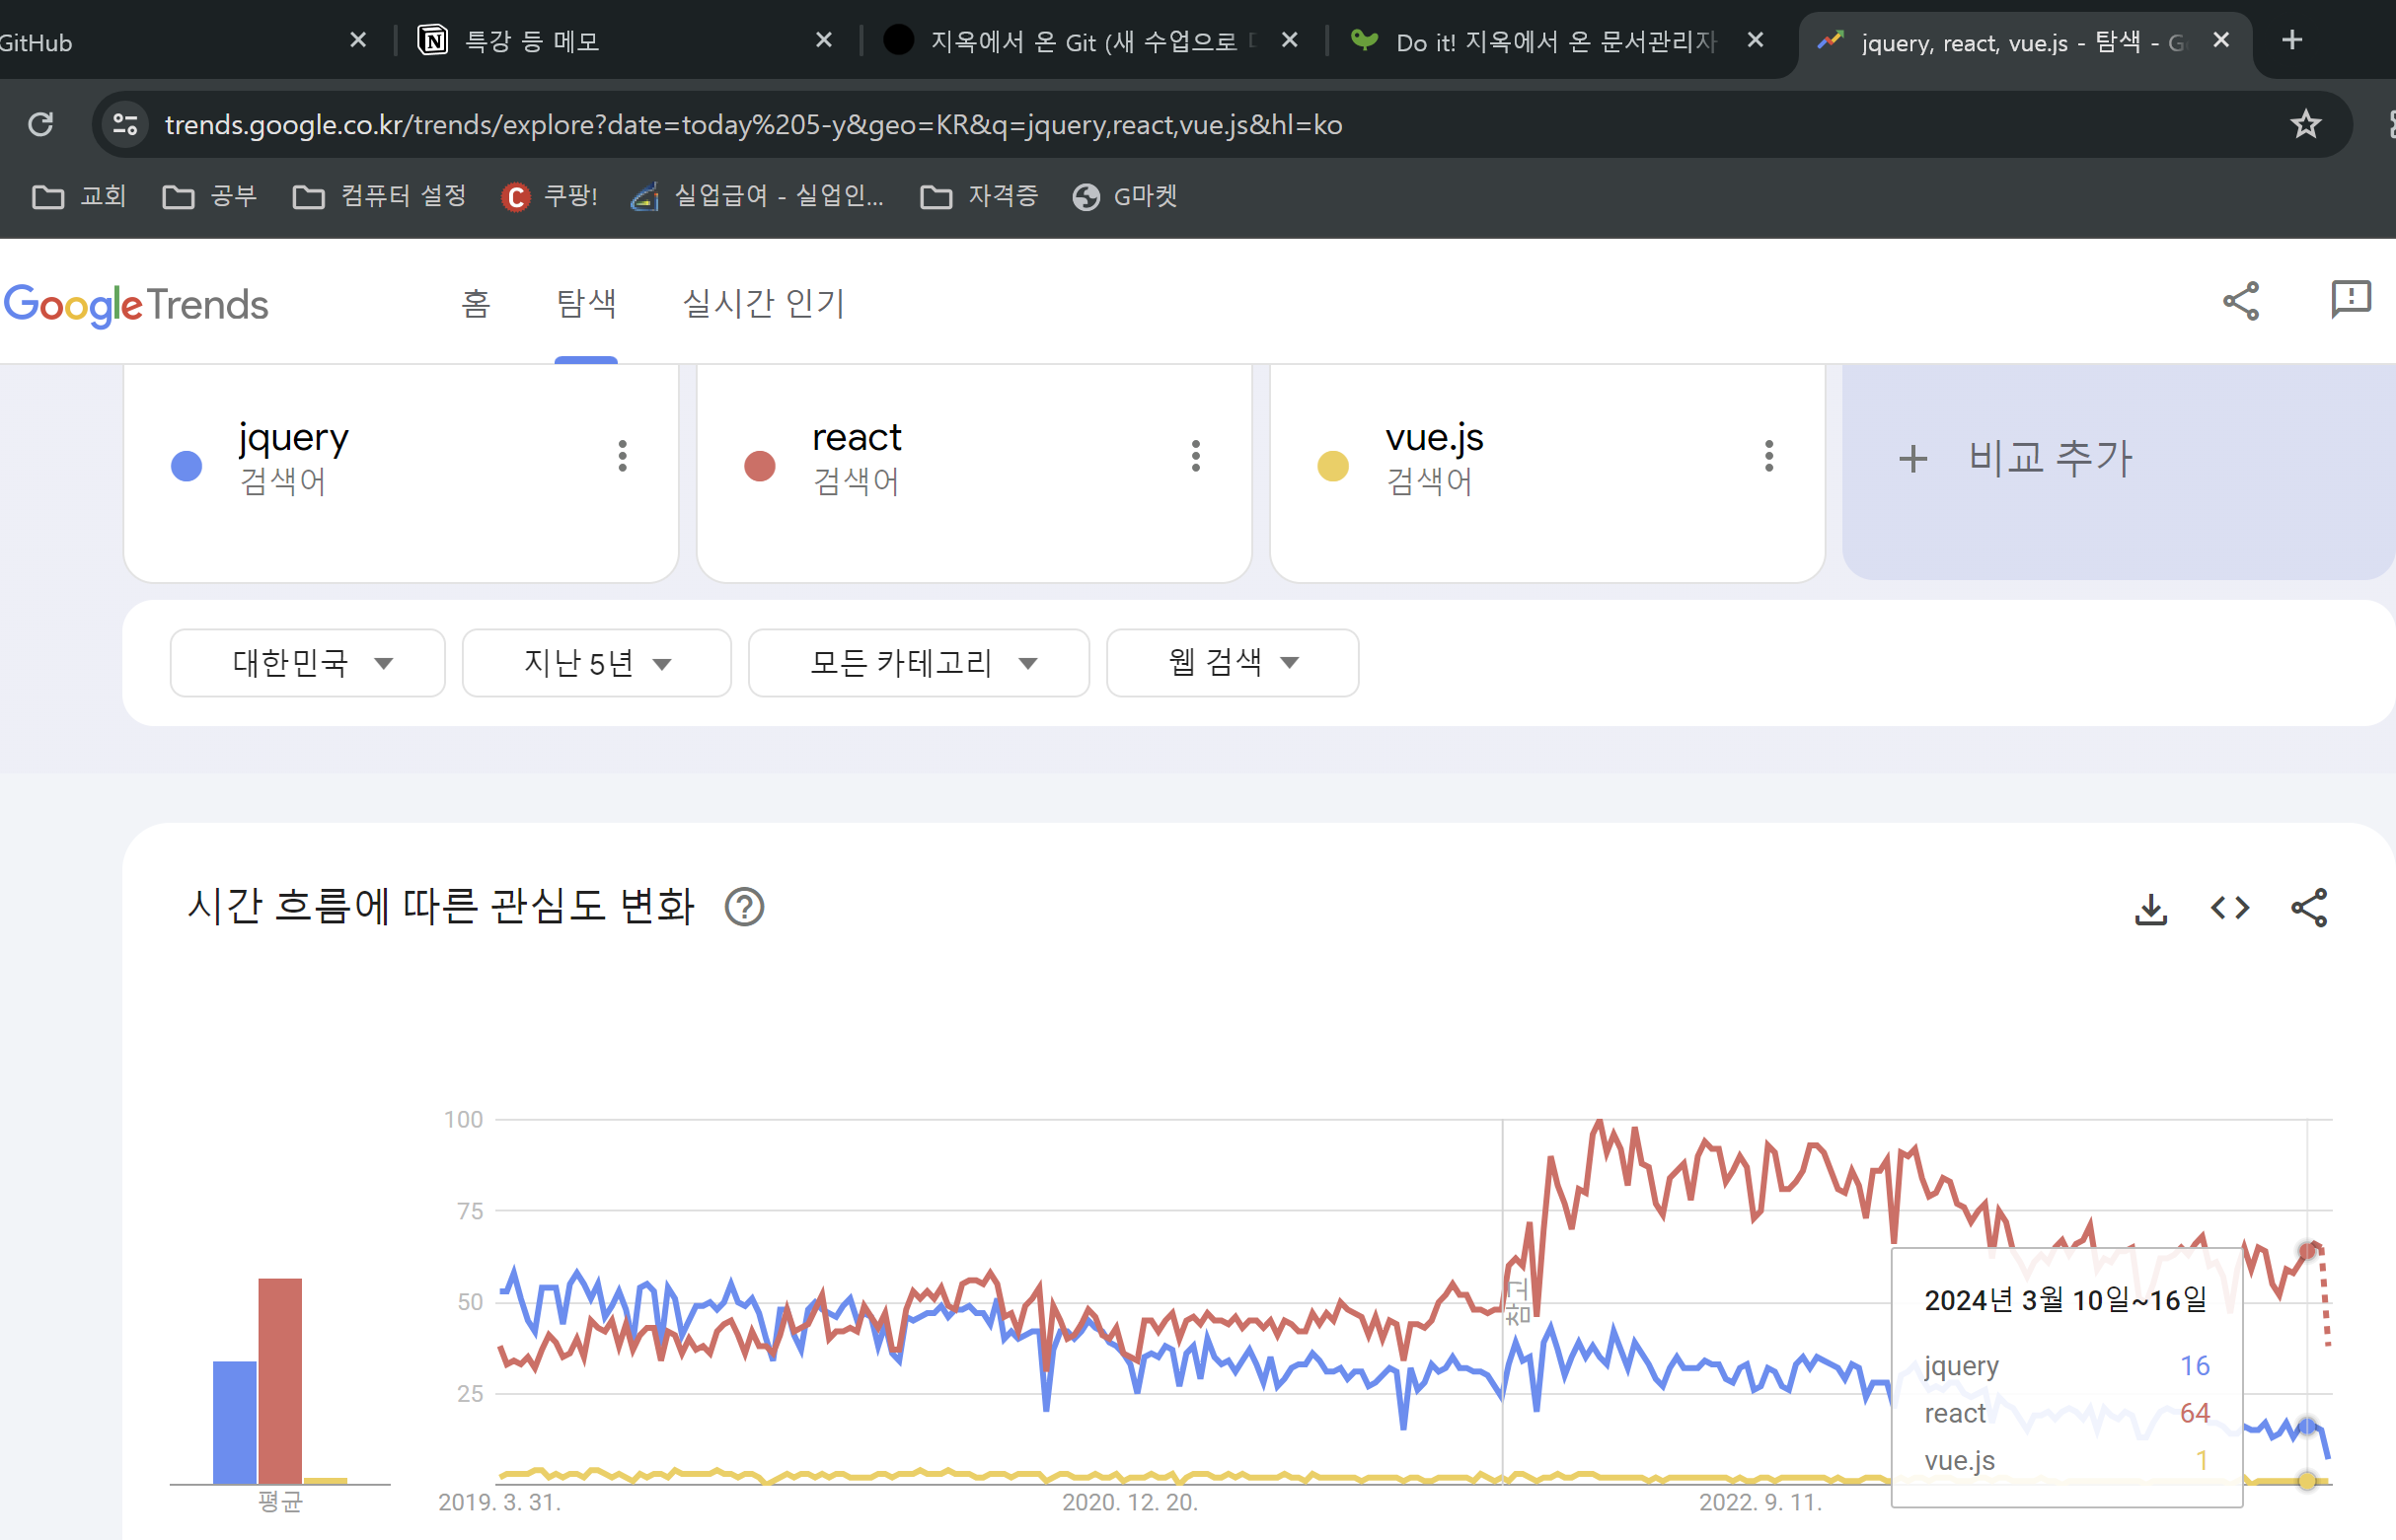 GitHub
특강 등 메모
지옥에서 온 Git (새 수업으로
Do it! 지옥에서 온 문서관리자
jquery, react, vue.js - 탐색 - G
trends.google.co.kr/trends/explore?date=today%205-y&geo=KR&q=jquery,react,vue.js&hl=ko
교회 공부 컴퓨터 설정 C 쿠팡! 실업급여 - 실업인... 자격증 G마켓
Google Trends 홈 탐색 실시간 인기
jquery
검색어
react
검색어
vue.js
검색어
+ 비교 추가
대한민국 지난 5년 모든 카테고리 웹 검색
시간 흐름에 따른 관심도 변화
100
75
50
25
참고
평균
2019. 3. 31.
2020. 12. 20.
2022. 9. 11.
2024년 3월 10일~16일
jquery 16
react 64
vue.js 1